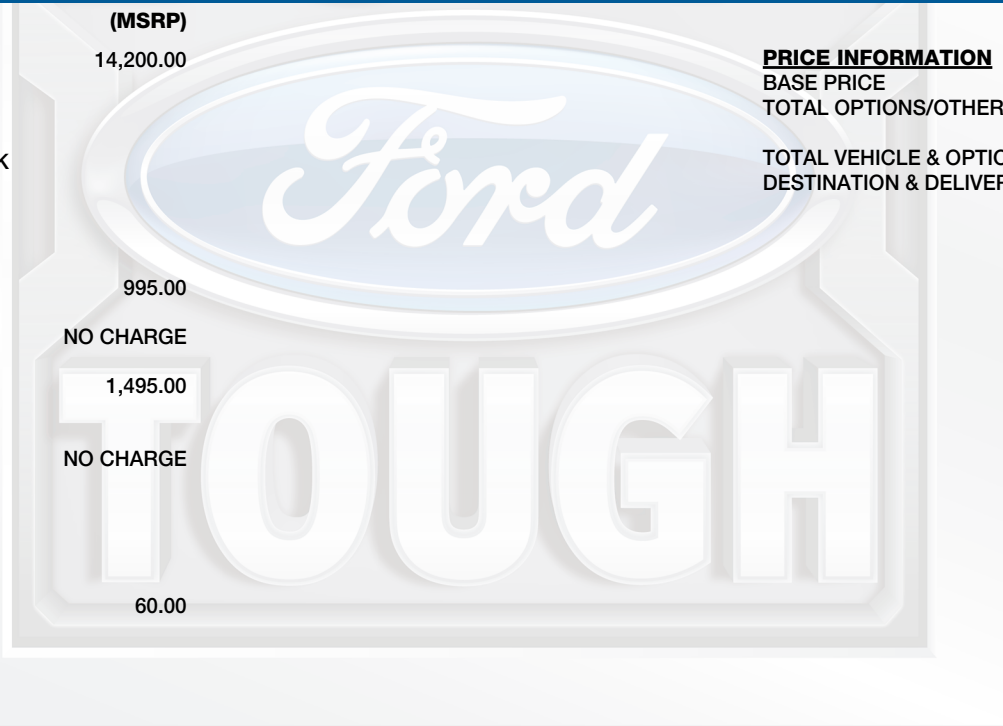 (MSRP)
14,200.00
K
995.00
NO CHARGE
1,495.00
NO CHARGE
60.00
PRICE INFORMATION
BASE PRICE
TOTAL OPTIONS/OTHER
TOTAL VEHICLE & OPTIO
DESTINATION & DELIVER
Ford
TOUGH